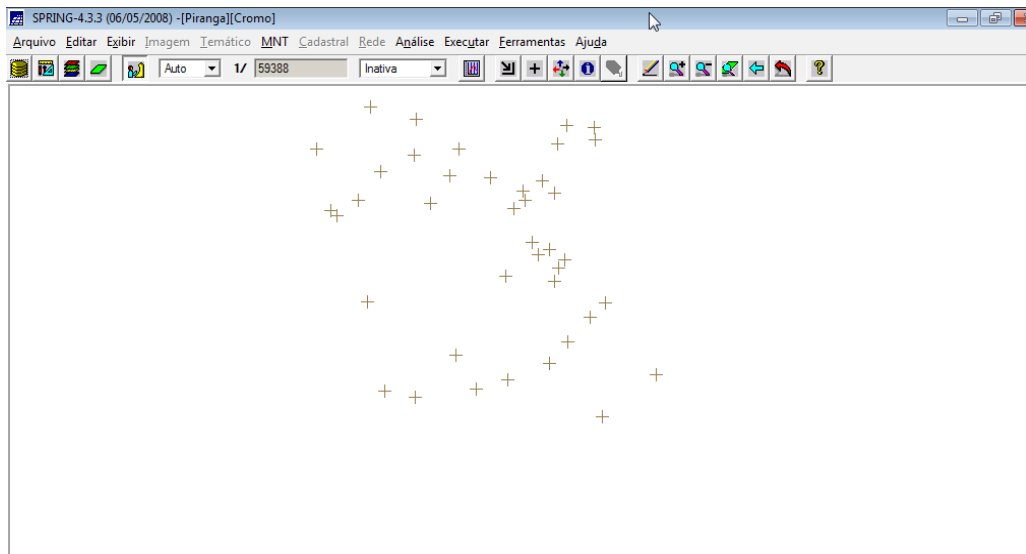 SPRING-4.3.3 (06/05/2008) -[Piranga][Cromo]
Arquivo Editar Exibir Imagem Temático MNT Cadastral Rede Análise Executar Ferramentas Ajuda
Auto 1/ 59388 Inativa